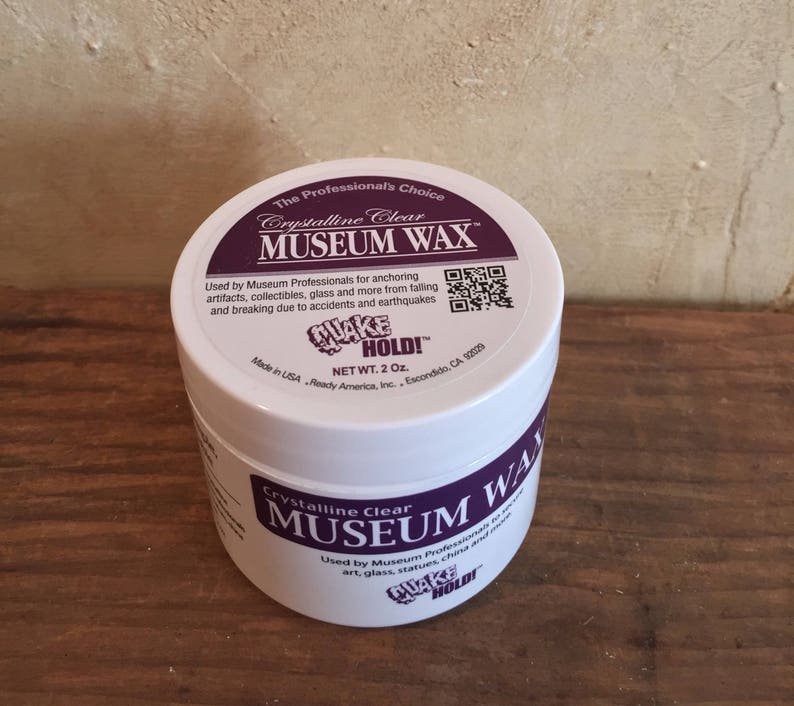 The Professional's Choice
Crystalline Clear
MUSEUM WAX™
Used by Museum Professionals for anchoring
artifacts, collectibles, glass and more from falling
and breaking due to accidents and earthquakes
QUAKE
HOLD!™
NET WT. 2 Oz.
Made in USA • Ready America, Inc. • Escondido, CA 92029
Crystalline Clear
MUSEUM WAX
Used by Museum Professionals to secure
art, glass, statues, china and more.
QUAKE
HOLD!™